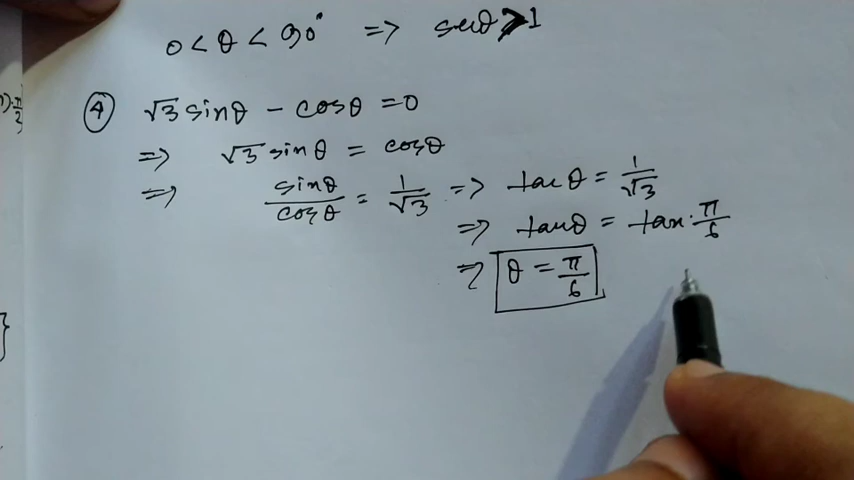 0 < θ < 90° => secθ > 1
④ √3 sinθ - cosθ = 0
=> √3 sinθ = cosθ
=> sinθ/cosθ = 1/√3 => tanθ = 1/√3
=> tanθ = tan π/6
=> θ = π/6